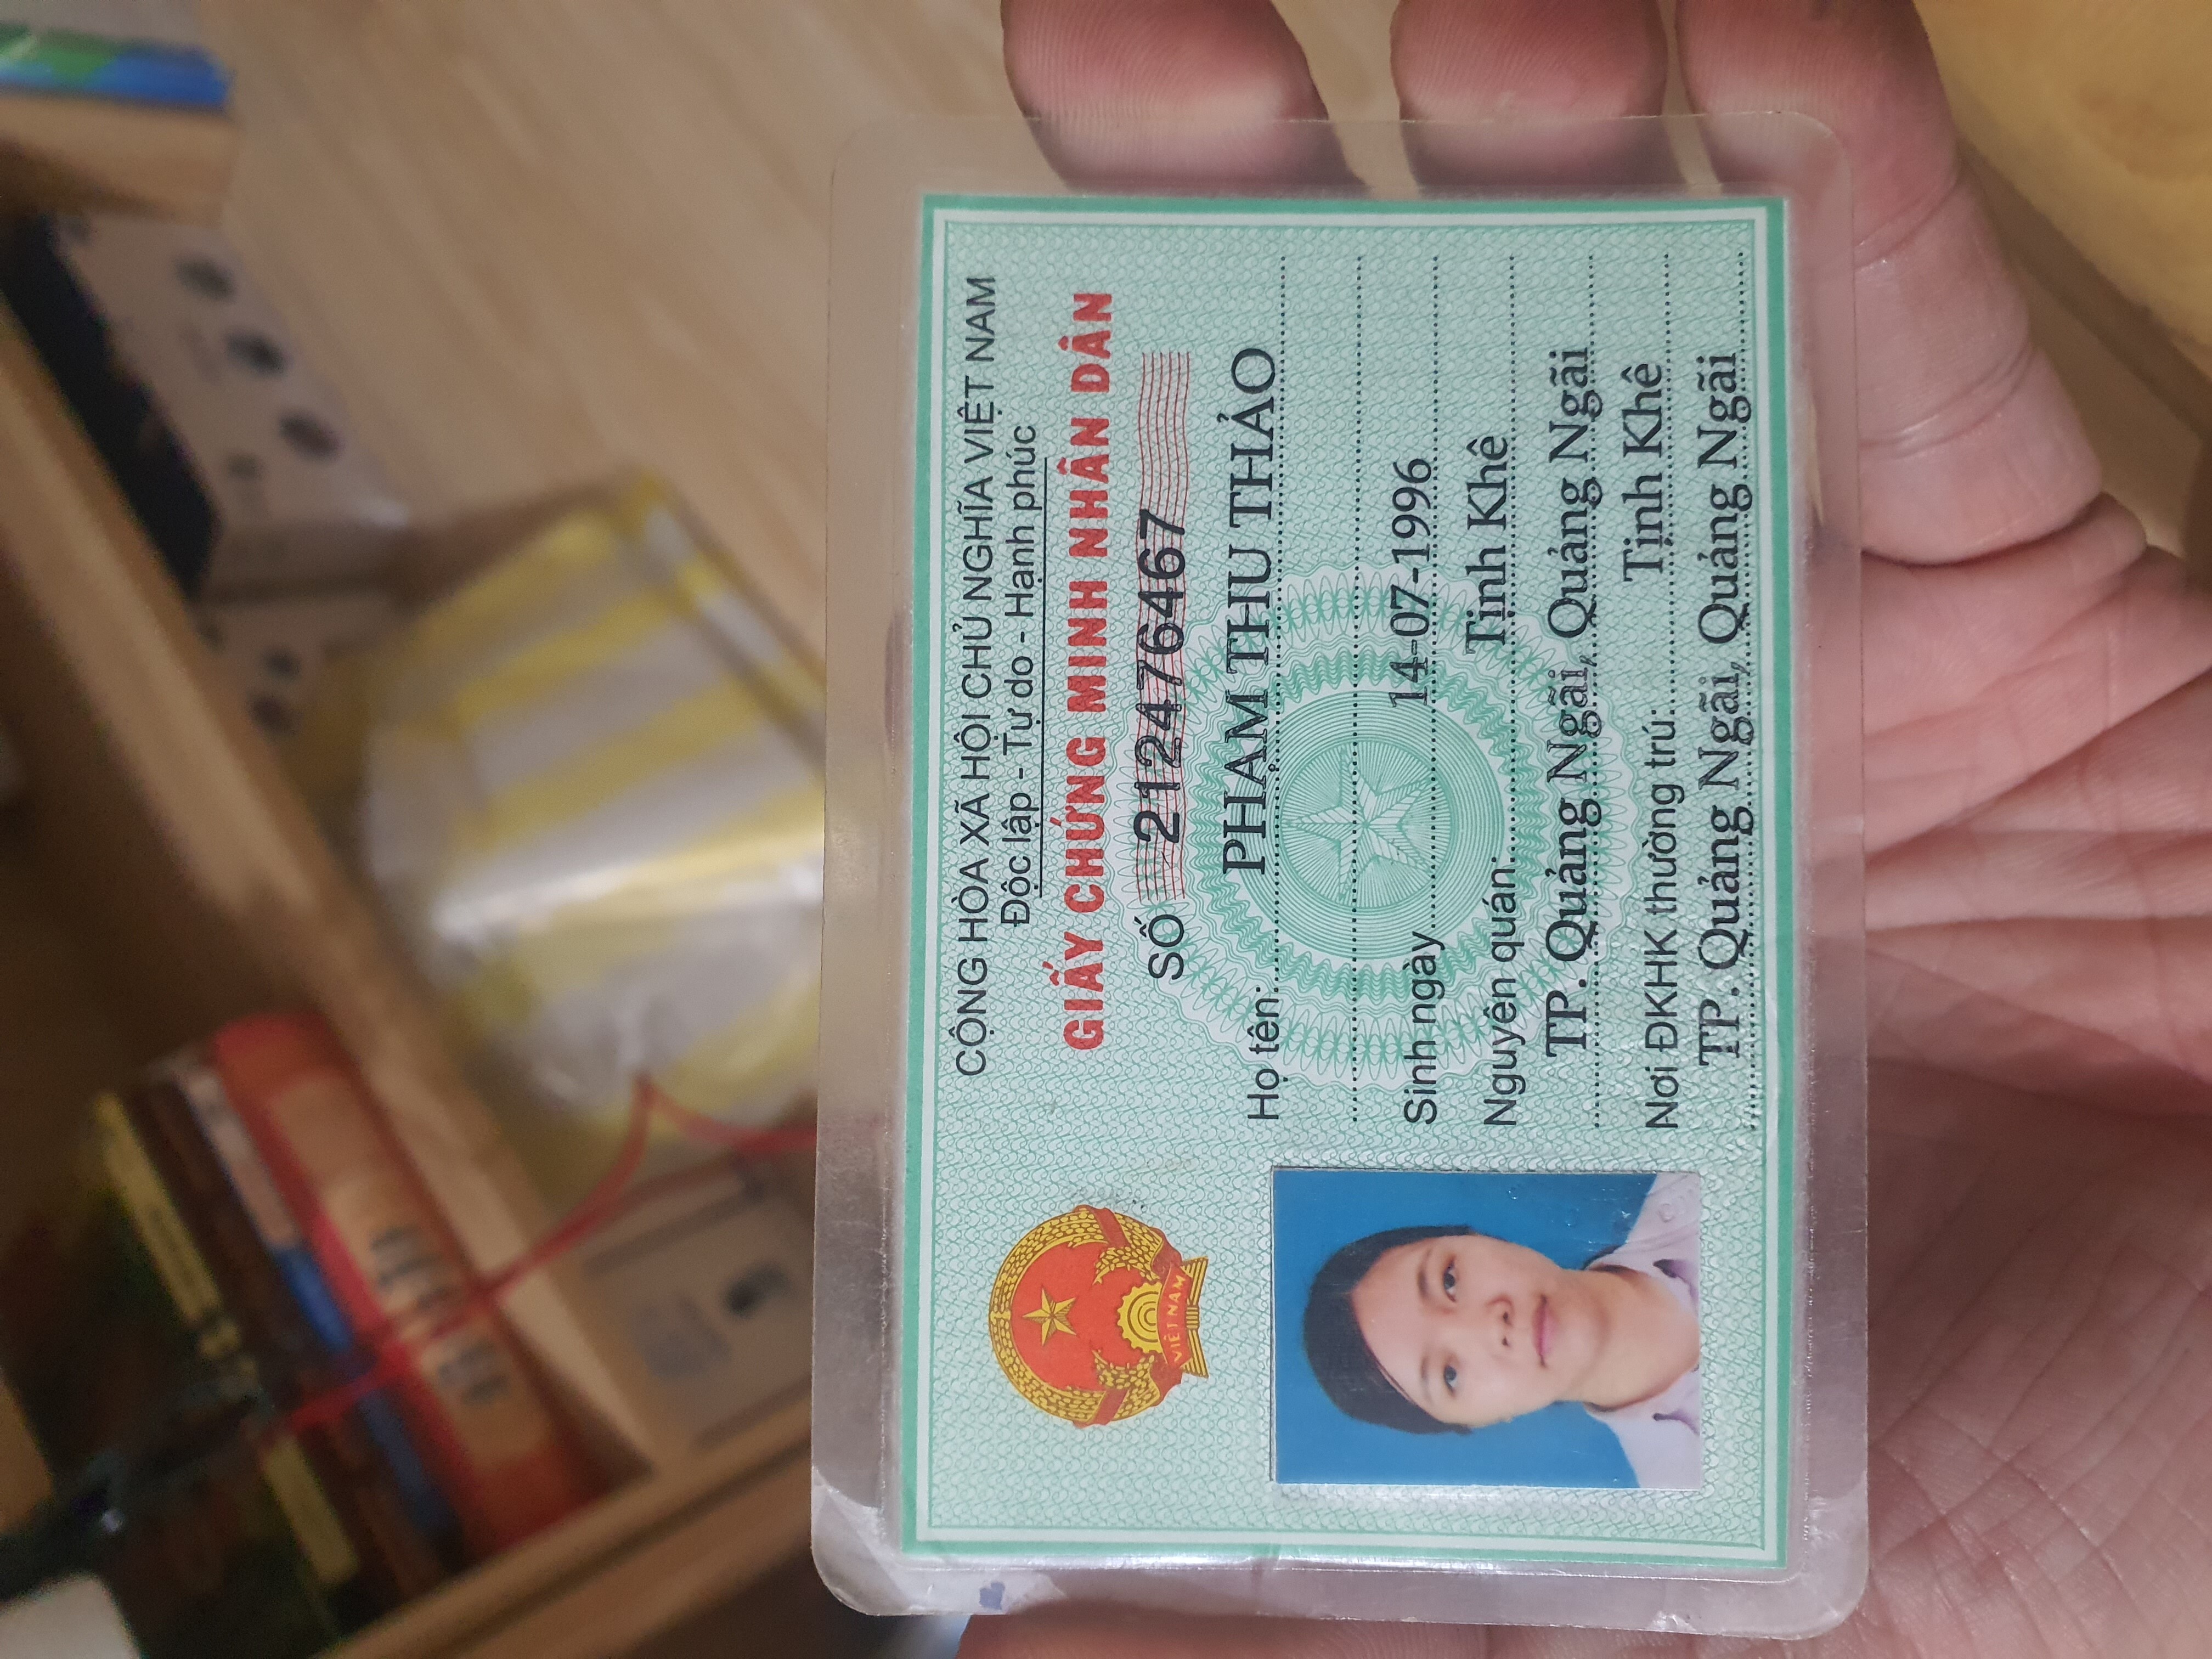 CỘNG HÒA XÃ HỘI CHỦ NGHĨA VIỆT NAM
Độc lập - Tự do - Hạnh phúc
GIẤY CHỨNG MINH NHÂN DÂN
SỐ 212476467
Họ tên: PHẠM THU THẢO
Sinh ngày 14-07-1996
Nguyên quán Tịnh Khê
TP. Quảng Ngãi, Quảng Ngãi
Nơi ĐKHK thường trú: Tịnh Khê
TP. Quảng Ngãi, Quảng Ngãi
VIỆT NAM